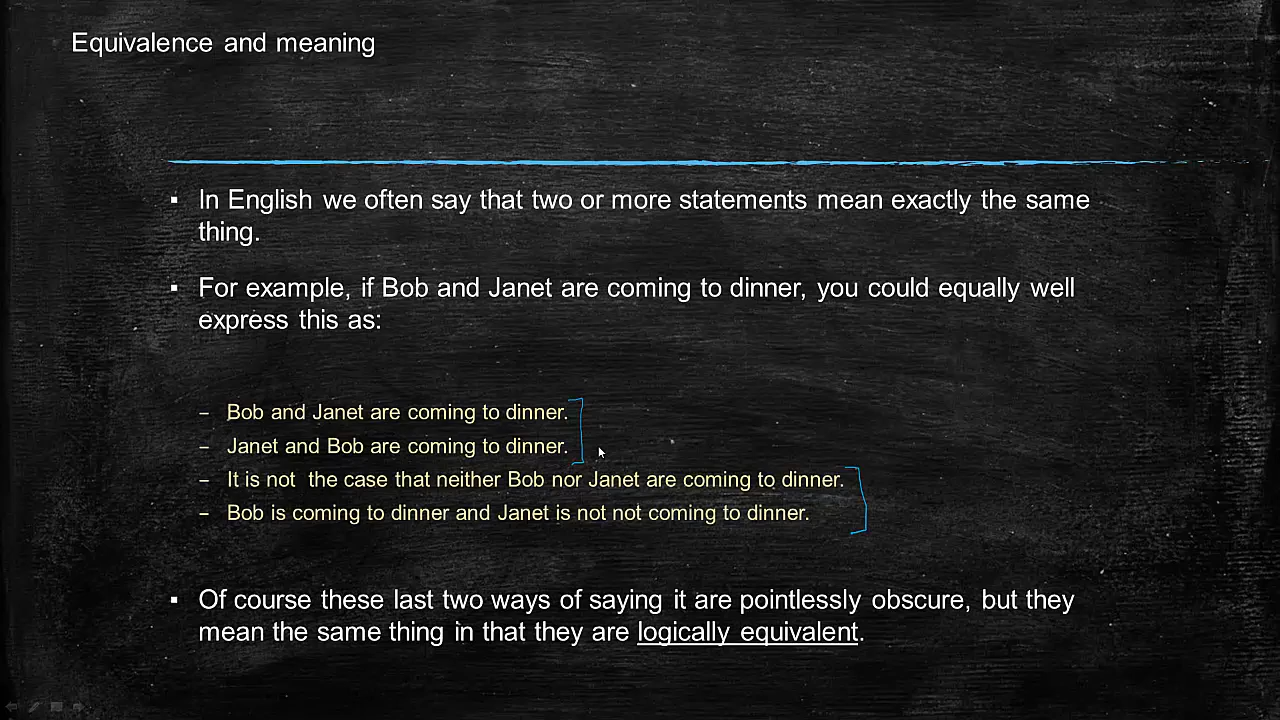 Equivalence and meaning
▪ In English we often say that two or more statements mean exactly the same
thing.
▪ For example, if Bob and Janet are coming to dinner, you could equally well
express this as:
– Bob and Janet are coming to dinner.
– Janet and Bob are coming to dinner.
– It is not the case that neither Bob nor Janet are coming to dinner.
– Bob is coming to dinner and Janet is not not coming to dinner.
▪ Of course these last two ways of saying it are pointlessly obscure, but they
mean the same thing in that they are logically equivalent.